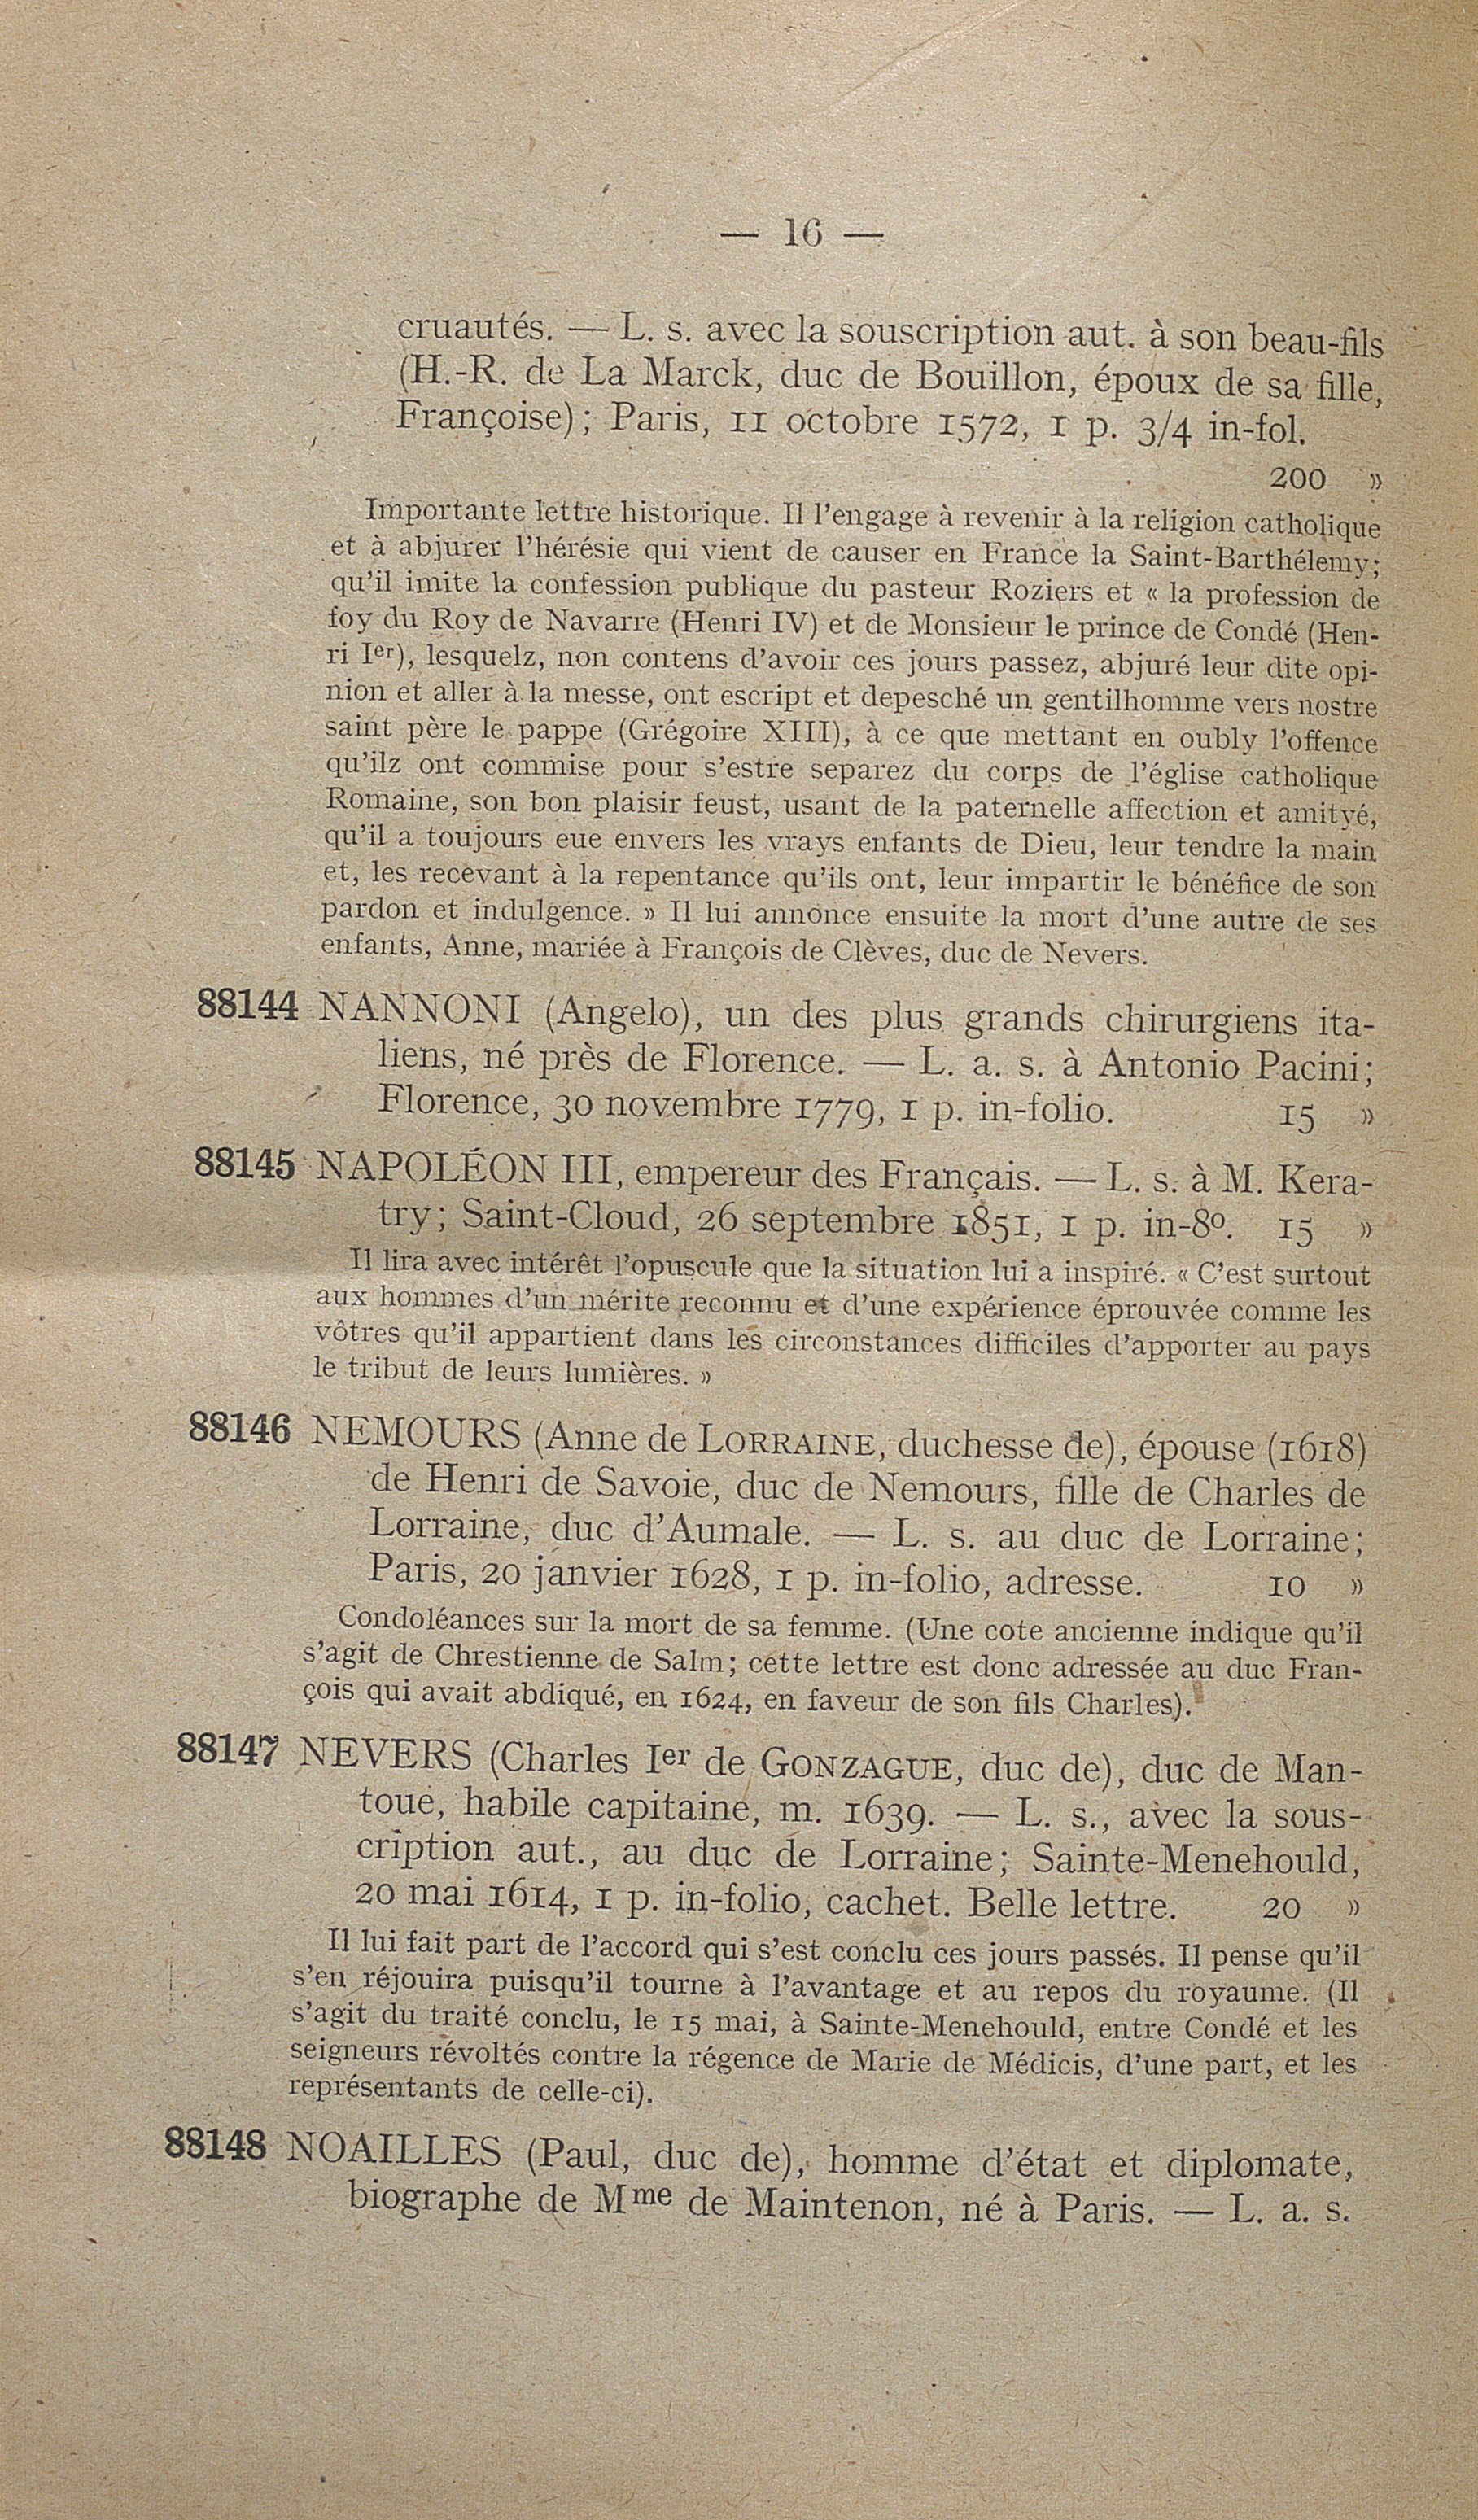 — 16 —
cruautés. — L. s. avec la souscription aut. à son beau-fils
(H.-R. de La Marck, duc de Bouillon, époux de sa fille,
Françoise) ; Paris, 11 octobre 1572, 1 p. 3/4 in-fol.
200 »
Importante lettre historique. Il l'engage à revenir à la religion catholique
et à abjurer l'hérésie qui vient de causer en France la Saint-Barthélemy;
qu'il imite la confession publique du pasteur Roziers et « la profession de
foy du Roy de Navarre (Henri IV) et de Monsieur le prince de Condé (Hen-
ri Ier), lesquelz, non contens d'avoir ces jours passez, abjuré leur dite opi-
nion et aller à la messe, ont escript et depesché un gentilhomme vers nostre
saint père le pappe (Grégoire XIII), à ce que mettant en oubly l'offence
qu'ilz ont commise pour s'estre separez du corps de l'église catholique
Romaine, son bon plaisir feust, usant de la paternelle affection et amityé,
qu'il a toujours eue envers les vrays enfants de Dieu, leur tendre la main
et, les recevant à la repentance qu'ils ont, leur impartir le bénéfice de son
pardon et indulgence. » Il lui annonce ensuite la mort d'une autre de ses
enfants, Anne, mariée à François de Clèves, duc de Nevers.
88144 NANNONI (Angelo), un des plus grands chirurgiens ita-
liens, né près de Florence. — L. a. s. à Antonio Pacini;
Florence, 30 novembre 1779, 1 p. in-folio. 15 »
88145 NAPOLÉON III, empereur des Français. — L. s. à M. Kera-
try; Saint-Cloud, 26 septembre 1851, 1 p. in-8º. 15 »
Il lira avec intérêt l'opuscule que la situation lui a inspiré. « C'est surtout
aux hommes d'un mérite reconnu et d'une expérience éprouvée comme les
vôtres qu'il appartient dans les circonstances difficiles d'apporter au pays
le tribut de leurs lumières. »
88146 NEMOURS (Anne de LORRAINE, duchesse de), épouse (1618)
de Henri de Savoie, duc de Nemours, fille de Charles de
Lorraine, duc d'Aumale. — L. s. au duc de Lorraine;
Paris, 20 janvier 1628, 1 p. in-folio, adresse. 10 »
Condoléances sur la mort de sa femme. (Une cote ancienne indique qu'il
s'agit de Chrestienne de Salm; cette lettre est donc adressée au duc Fran-
çois qui avait abdiqué, en 1624, en faveur de son fils Charles).
88147 NEVERS (Charles Ier de GONZAGUE, duc de), duc de Man-
toue, habile capitaine, m. 1639. — L. s., avec la sous-
cription aut., au duc de Lorraine; Sainte-Menehould,
20 mai 1614, 1 p. in-folio, cachet. Belle lettre. 20 »
Il lui fait part de l'accord qui s'est conclu ces jours passés. Il pense qu'il
s'en réjouira puisqu'il tourne à l'avantage et au repos du royaume. (Il
s'agit du traité conclu, le 15 mai, à Sainte-Menehould, entre Condé et les
seigneurs révoltés contre la régence de Marie de Médicis, d'une part, et les
représentants de celle-ci).
88148 NOAILLES (Paul, duc de), homme d'état et diplomate,
biographe de Mme de Maintenon, né à Paris. — L. a. s.